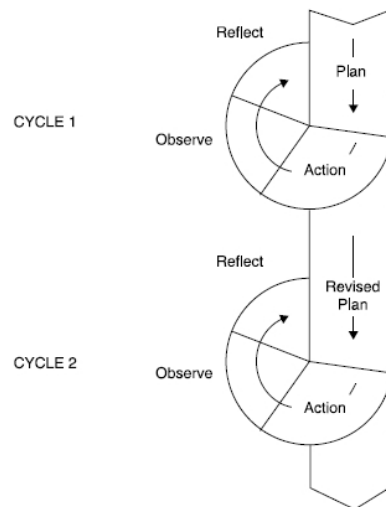 Reflect
Plan
CYCLE 1
Observe
Action
Reflect
Revised
Plan
CYCLE 2
Observe
Action